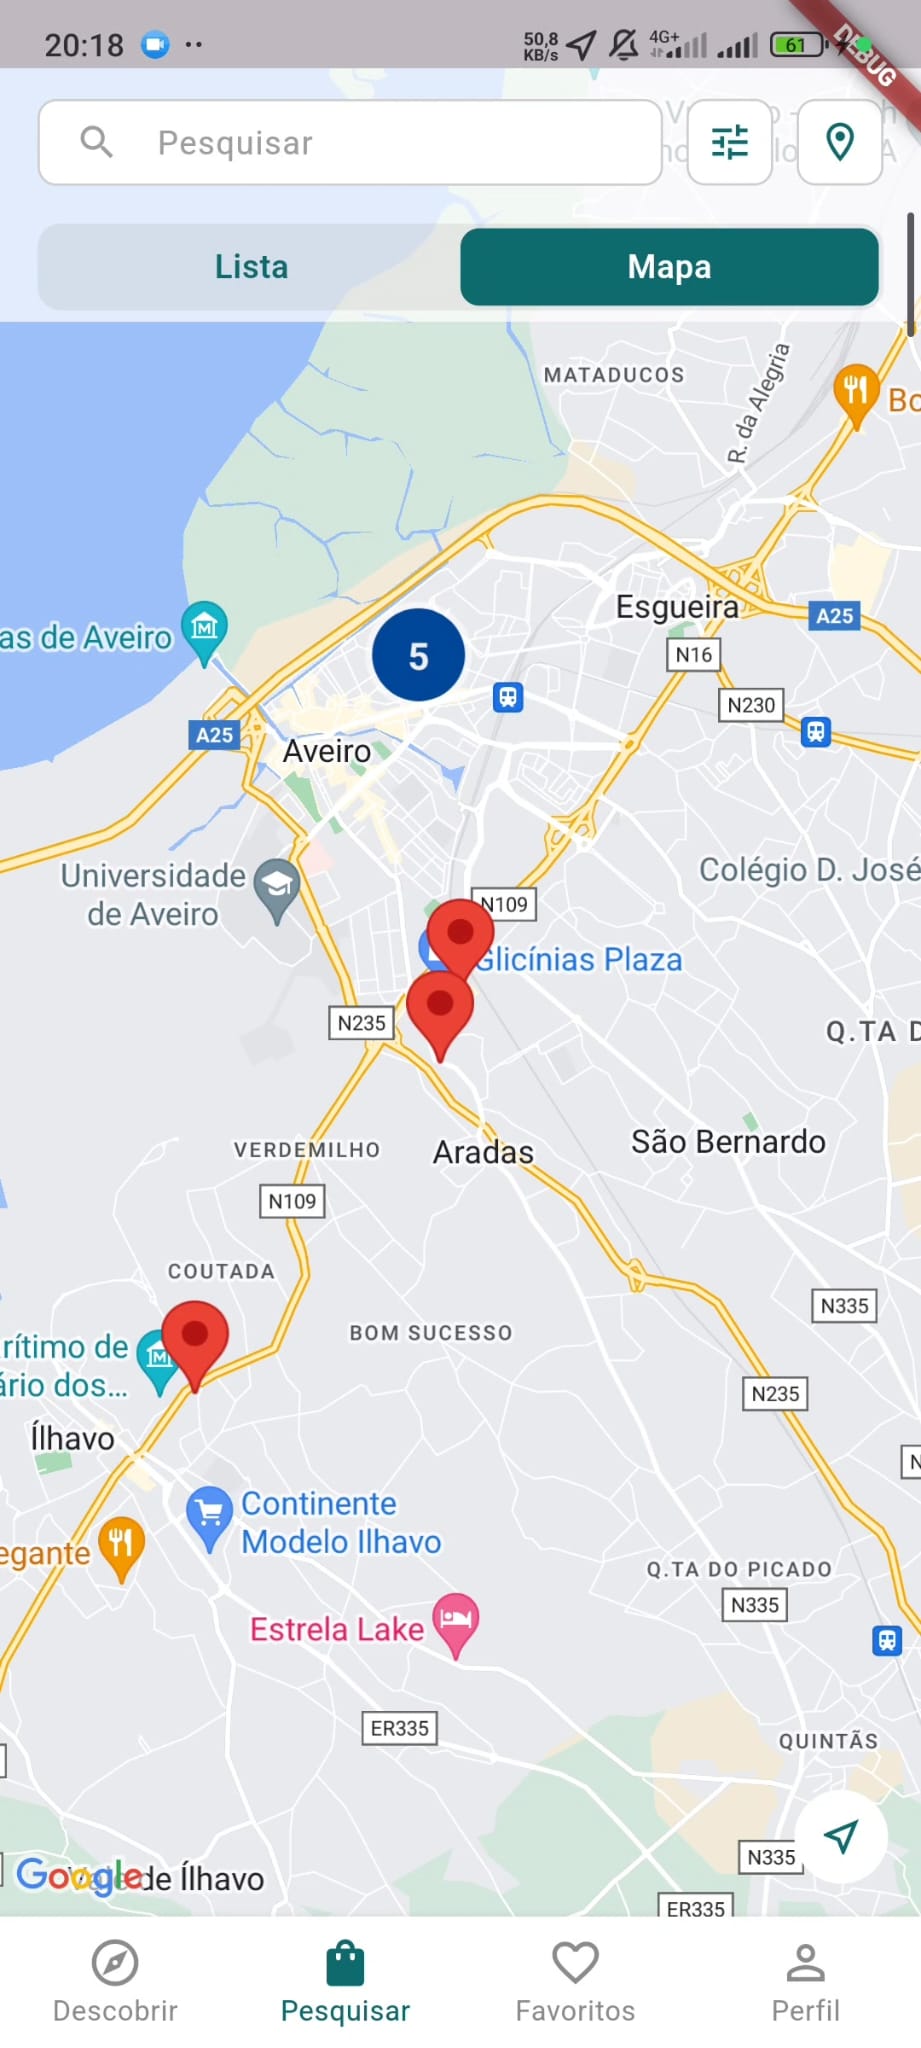 20:18
50,8
KB/s
4G+
61
DEBUG
Pesquisar
Lista
Mapa
MATADUCOS
R. da Alegria
Bo
Esgueira
A25
as de Aveiro
5
N16
N230
A25
Aveiro
Universidade
de Aveiro
Colégio D. José
N109
Glicínias Plaza
N235
Q.TA D
VERDEMILHO
Aradas
São Bernardo
N109
COUTADA
N335
BOM SUCESSO
rítimo de
ário dos...
N235
Ílhavo
N
Continente
Modelo Ilhavo
egante
Q.TA DO PICADO
N335
Estrela Lake
ER335
QUINTÃS
N335
Google
de Ílhavo
ER335
Descobrir
Pesquisar
Favoritos
Perfil